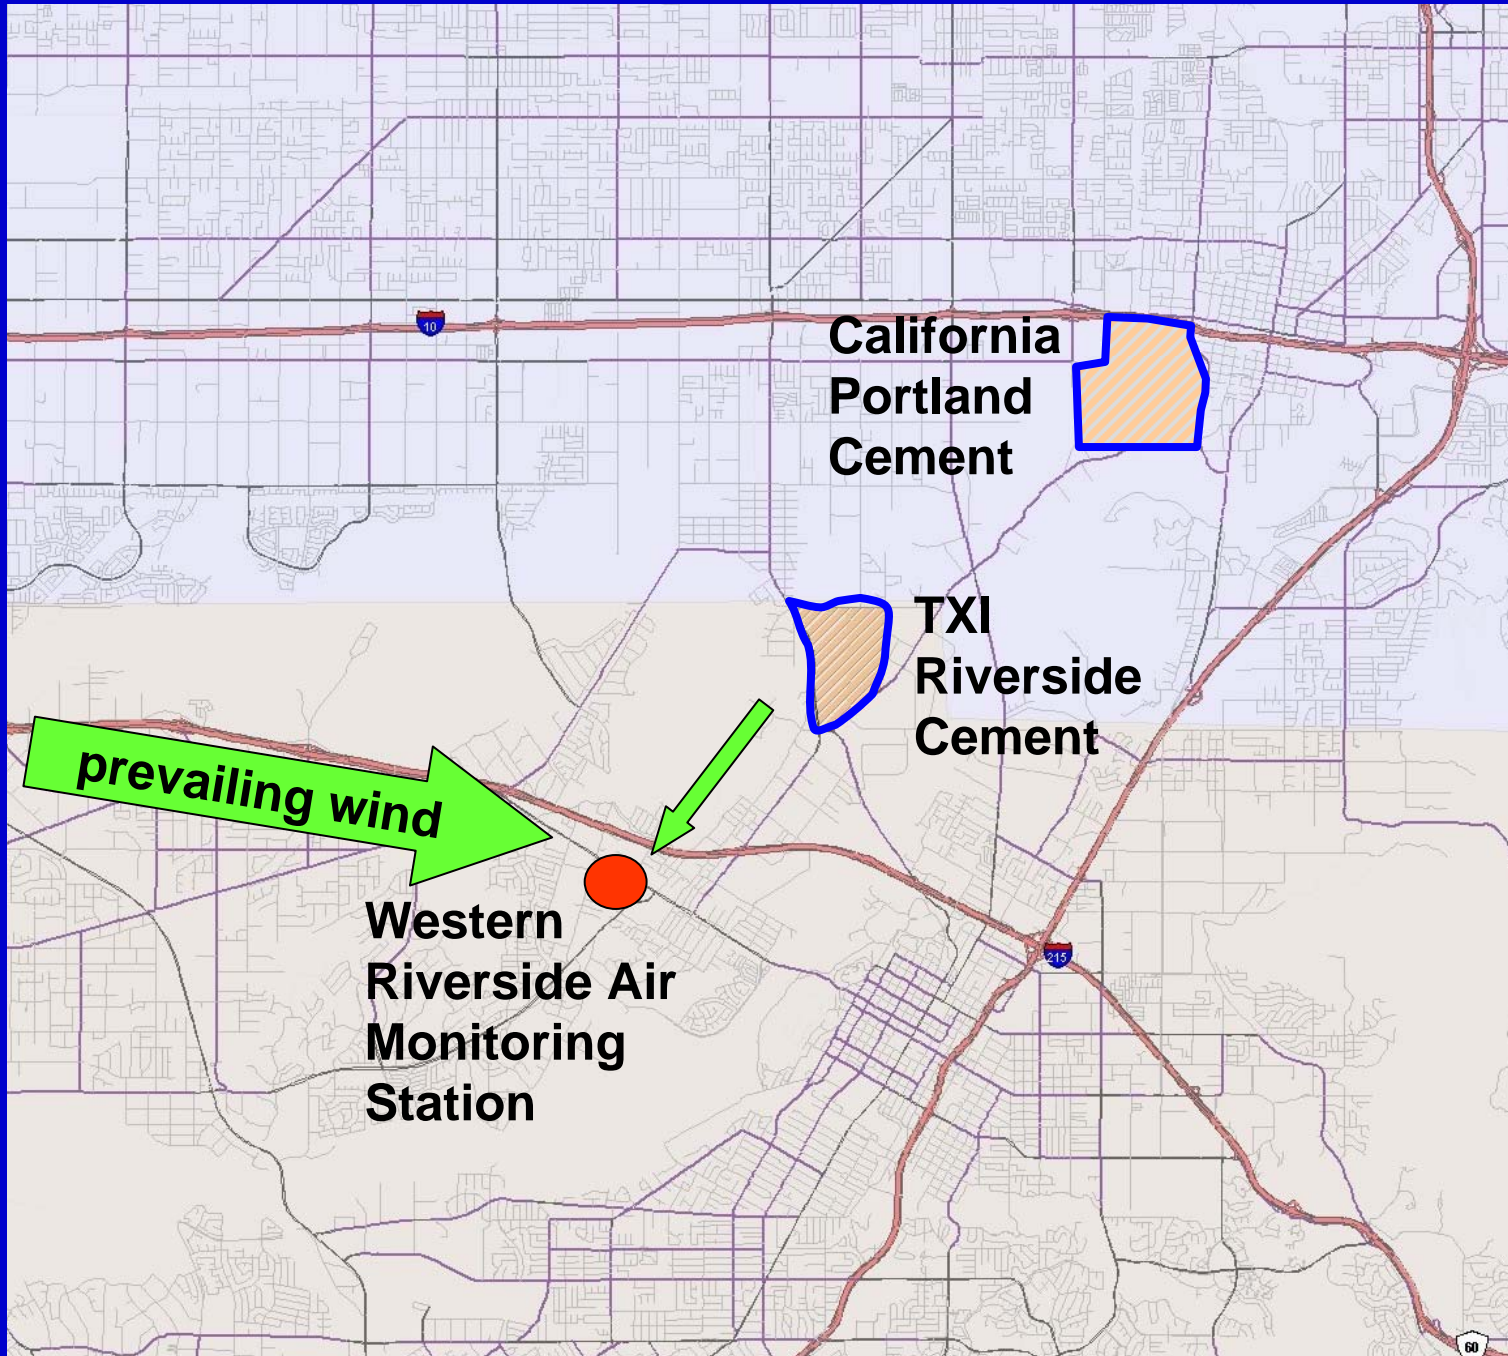 10
California
Portland
Cement
TXI
Riverside
Cement
prevailing wind
Western
Riverside Air
Monitoring
Station
215
60